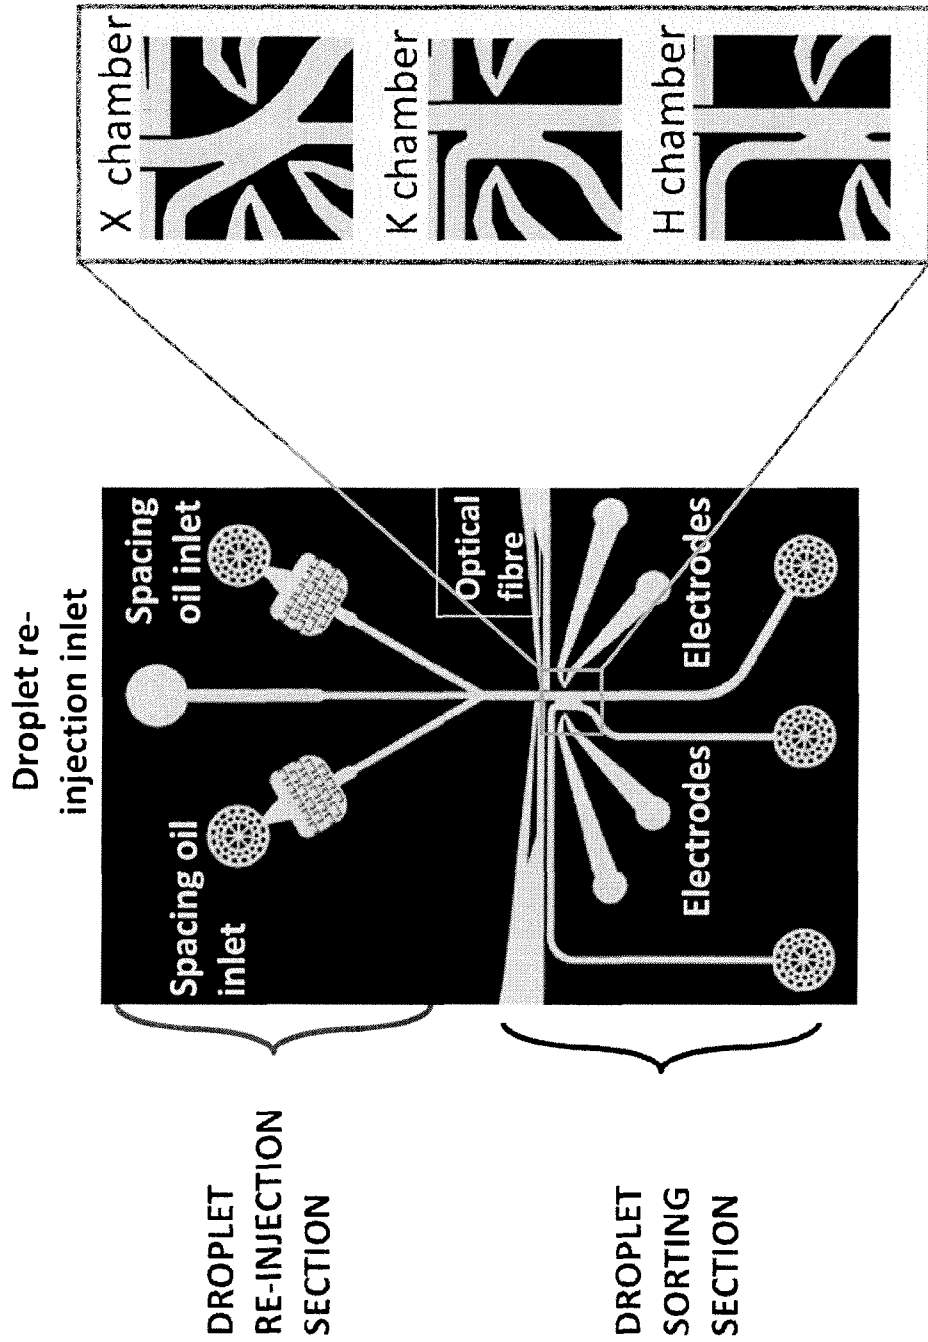 Droplet re-
injection inlet
Spacing oil
inlet
Spacing
oil inlet
Optical
fibre
Electrodes
Electrodes
DROPLET
RE-INJECTION
SECTION
DROPLET
SORTING
SECTION
X chamber
K chamber
H chamber